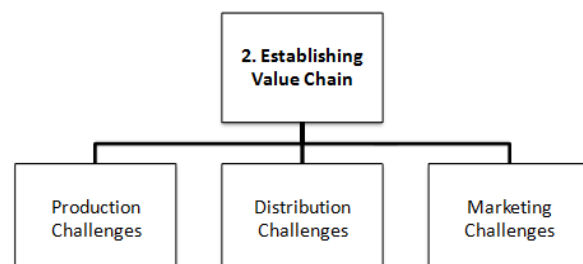 2. Establishing
Value Chain
Production
Challenges
Distribution
Challenges
Marketing
Challenges